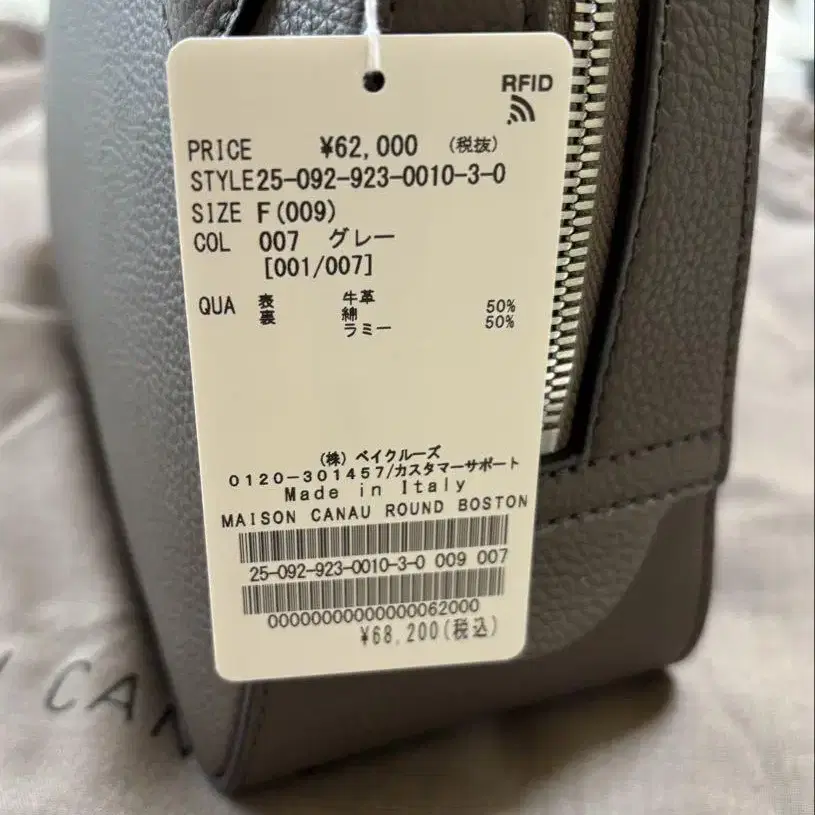 RFID
PRICE ¥62,000 (税抜)
STYLE25-092-923-0010-3-0
SIZE F(009)
COL 007 グレー
[001/007]
QUA 表 牛革
裏 綿 50%
ラミー 50%
(株) ベイクルーズ
0120-301457/カスタマーサポート
Made in Italy
MAISON CANAU ROUND BOSTON
25-092-923-0010-3-0 009 007
00000000000000062000
¥68,200(税込)
CAN